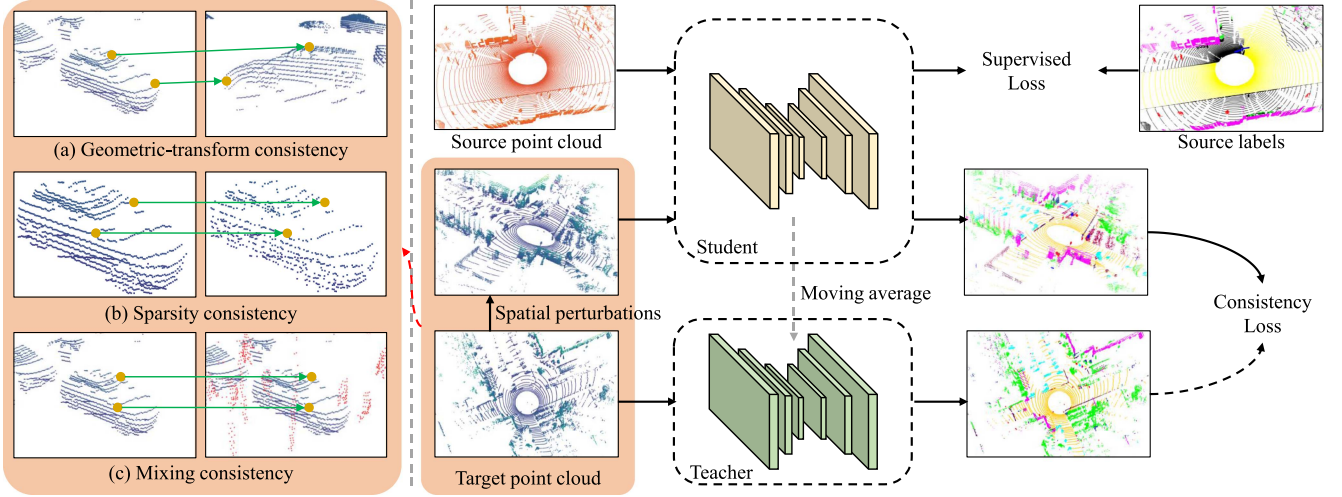 (a) Geometric-transform consistency
(b) Sparsity consistency
(c) Mixing consistency
Source point cloud
Spatial perturbations
Target point cloud
Student
Moving average
Teacher
Supervised
Loss
Source labels
Consistency
Loss